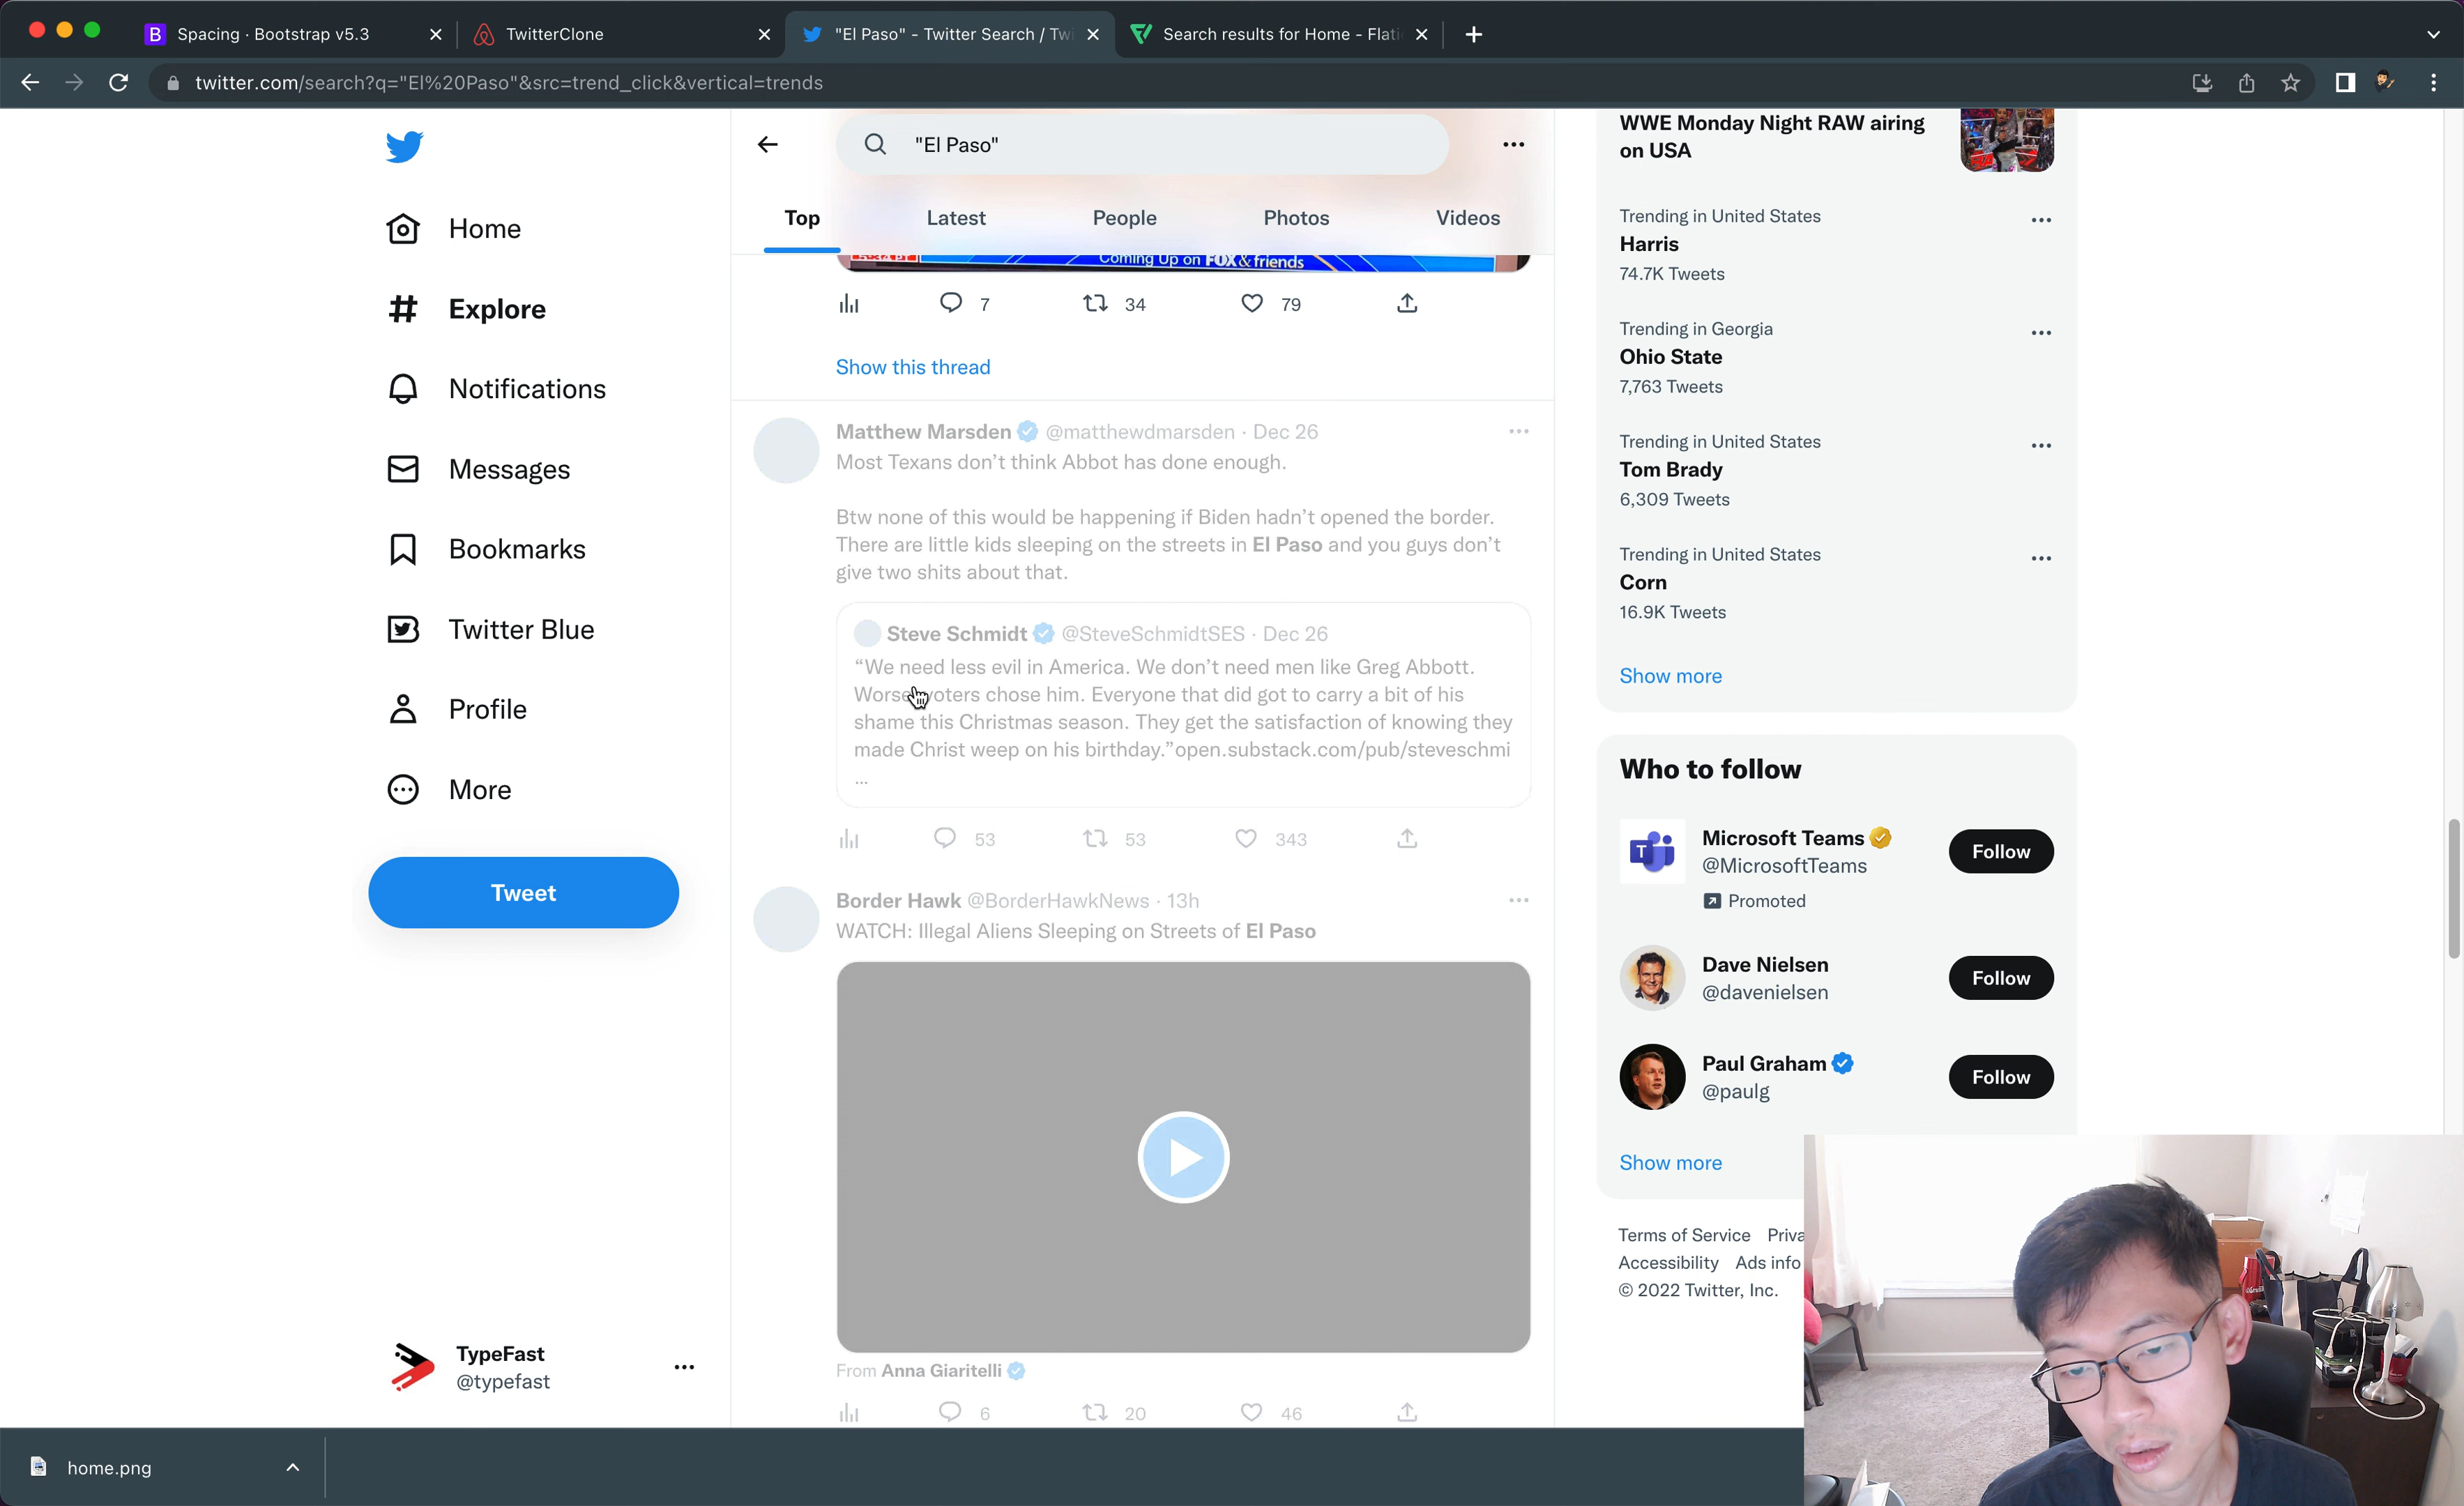 Spacing · Bootstrap v5.3
TwitterClone
"El Paso" - Twitter Search / Twi
Search results for Home - Flati
twitter.com/search?q="El%20Paso"&src=trend_click&vertical=trends
Home
Explore
Notifications
Messages
Bookmarks
Twitter Blue
Profile
More
Tweet
TypeFast
@typefast
"El Paso"
Top
Latest
People
Photos
Videos
Coming Up on FOX & friends
7
34
79
Show this thread
Matthew Marsden @matthewdmarsden · Dec 26
Most Texans don’t think Abbot has done enough.
Btw none of this would be happening if Biden hadn’t opened the border.
There are little kids sleeping on the streets in El Paso and you guys don’t
give two shits about that.
Steve Schmidt @SteveSchmidtSES · Dec 26
“We need less evil in America. We don’t need men like Greg Abbott.
Worse voters chose him. Everyone that did got to carry a bit of his
shame this Christmas season. They get the satisfaction of knowing they
made Christ weep on his birthday.”open.substack.com/pub/steveschmi
...
53
53
343
Border Hawk @BorderHawkNews · 13h
WATCH: Illegal Aliens Sleeping on Streets of El Paso
From Anna Giaritelli
6
20
46
WWE Monday Night RAW airing
on USA
Trending in United States
Harris
74.7K Tweets
Trending in Georgia
Ohio State
7,763 Tweets
Trending in United States
Tom Brady
6,309 Tweets
Trending in United States
Corn
16.9K Tweets
Show more
Who to follow
Microsoft Teams
@MicrosoftTeams
Promoted
Follow
Dave Nielsen
@davenielsen
Follow
Paul Graham
@paulg
Follow
Show more
Terms of Service Priva
Accessibility Ads info
© 2022 Twitter, Inc.
home.png